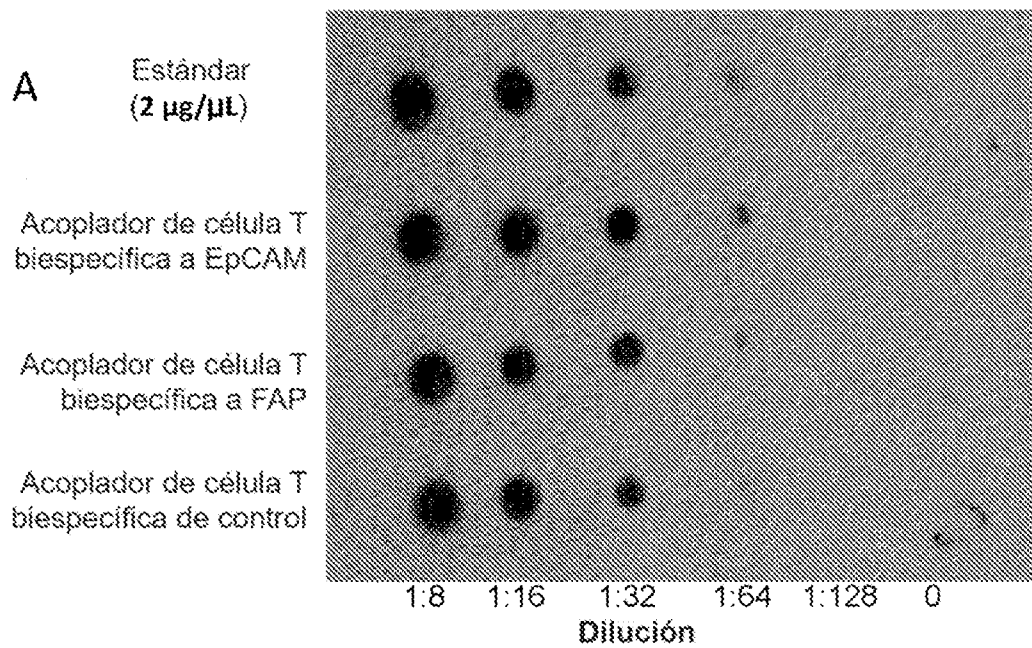 A
Estándar
(2 µg/µL)
Acoplador de célula T
biespecífica a EpCAM
Acoplador de célula T
biespecífica a FAP
Acoplador de célula T
biespecífica de control
1:8 1:16 1:32 1:64 1:128 0
Dilución